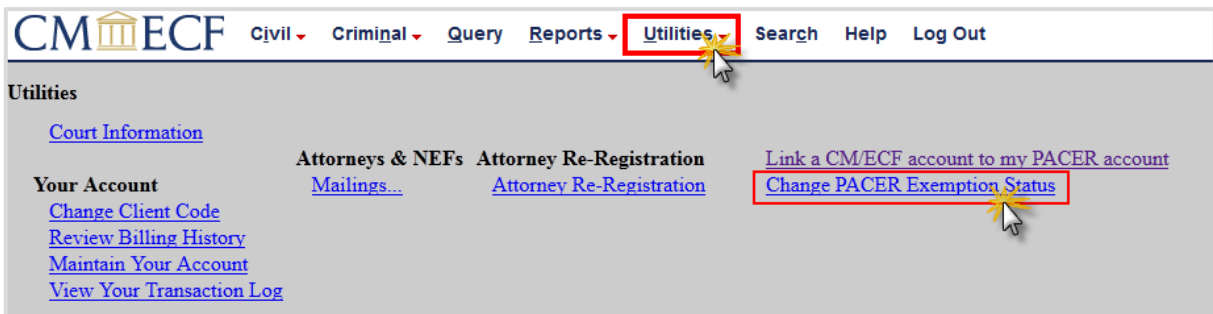 CM ECF Civil Criminal Query Reports Utilities Search Help Log Out
Utilities
Court Information
Attorneys & NEFs Attorney Re-Registration Link a CM/ECF account to my PACER account
Your Account Mailings... Attorney Re-Registration Change PACER Exemption Status
Change Client Code
Review Billing History
Maintain Your Account
View Your Transaction Log